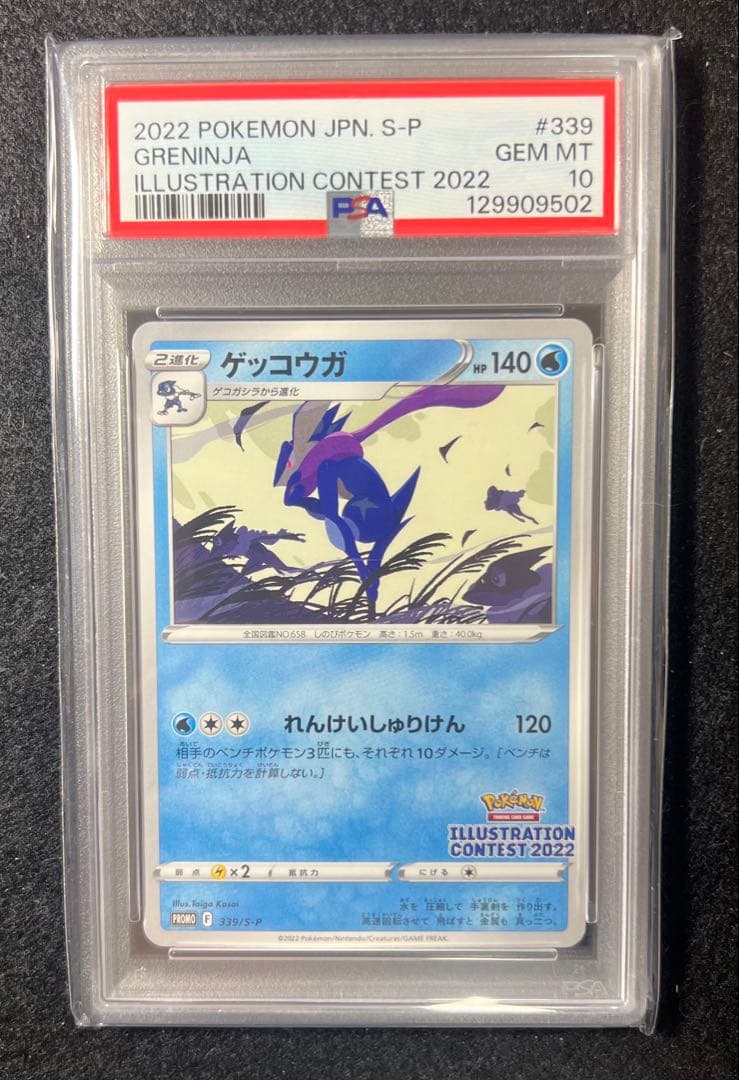 2022 POKEMON JPN. S-P #339
GRENINJA GEM MT
ILLUSTRATION CONTEST 2022 10
PSA 129909502
2進化 ゲッコウガ HP 140
ゲコガシラから進化
全国図鑑NO.658 しのびポケモン 高さ:1.5m 重さ:40.0kg
れんけいしゅりけん 120
相手のベンチポケモン3匹にも、それぞれ10ダメージ。[ベンチは
弱点・抵抗力を計算しない。]
Pokémon
TRADING CARD GAME
ILLUSTRATION
CONTEST 2022
弱点 ×2 抵抗力 にげる
Illus. Taiga Kasai
水を圧縮して手裏剣を作り出す。
PROMO F 339/S-P
高速回転させて飛ばすと金属も真っ二つ。
©2022 Pokémon/Nintendo/Creatures/GAME FREAK.
PSA